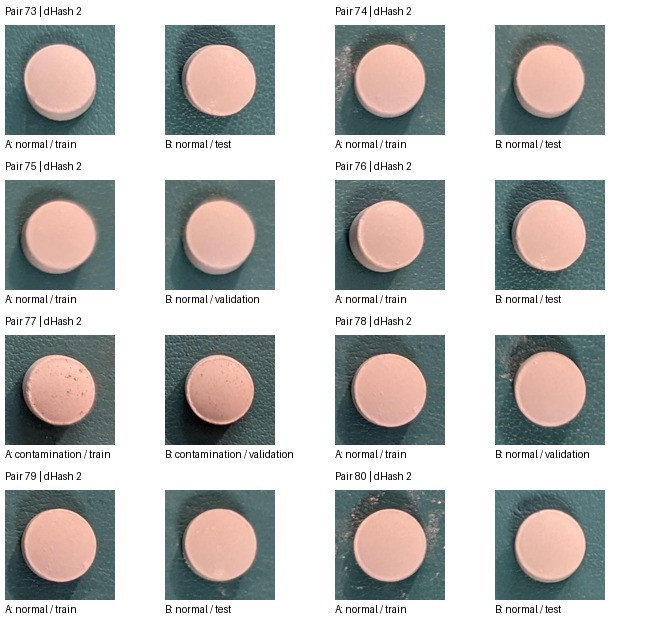 Pair 73 | dHash 2
Pair 74 | dHash 2
A: normal / train
B: normal / test
A: normal / train
B: normal / test
Pair 75 | dHash 2
Pair 76 | dHash 2
A: normal / train
B: normal / validation
A: normal / train
B: normal / test
Pair 77 | dHash 2
Pair 78 | dHash 2
A: contamination / train
B: contamination / validation
A: normal / train
B: normal / validation
Pair 79 | dHash 2
Pair 80 | dHash 2
A: normal / train
B: normal / test
A: normal / train
B: normal / test